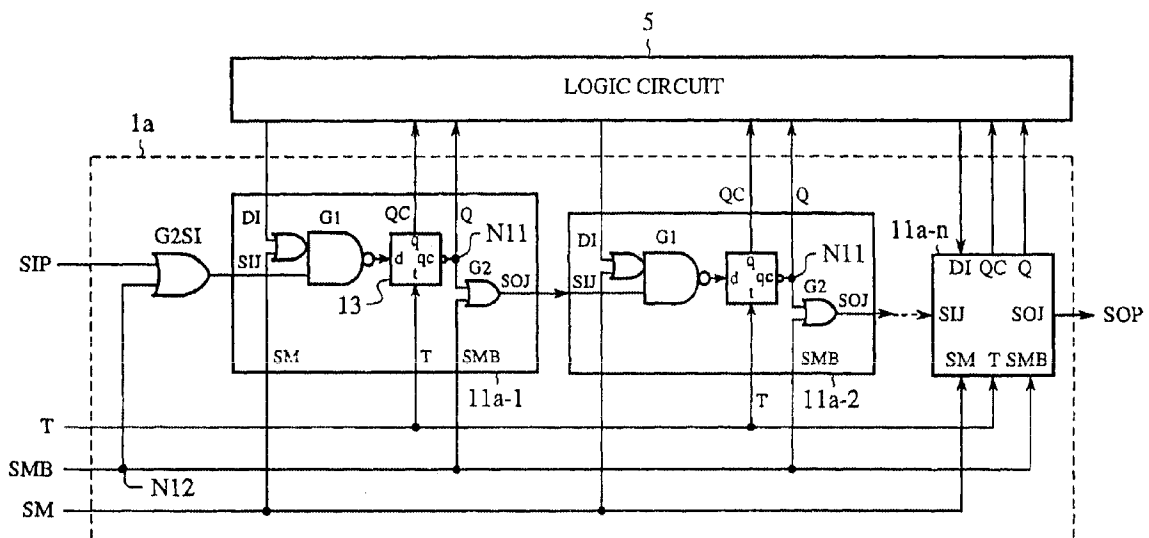 5
LOGIC CIRCUIT
1a
QC
Q
DI
G1
G2SI
SIP
SIJ
d
q
qc
t
13
N11
G2
SOJ
SM
T
SMB
11a-1
QC
Q
DI
G1
SIJ
d
q
qc
t
N11
G2
SOJ
SMB
T
11a-2
11a-n
DI QC Q
SIJ
SOJ
SM T SMB
SOP
T
SMB
N12
SM